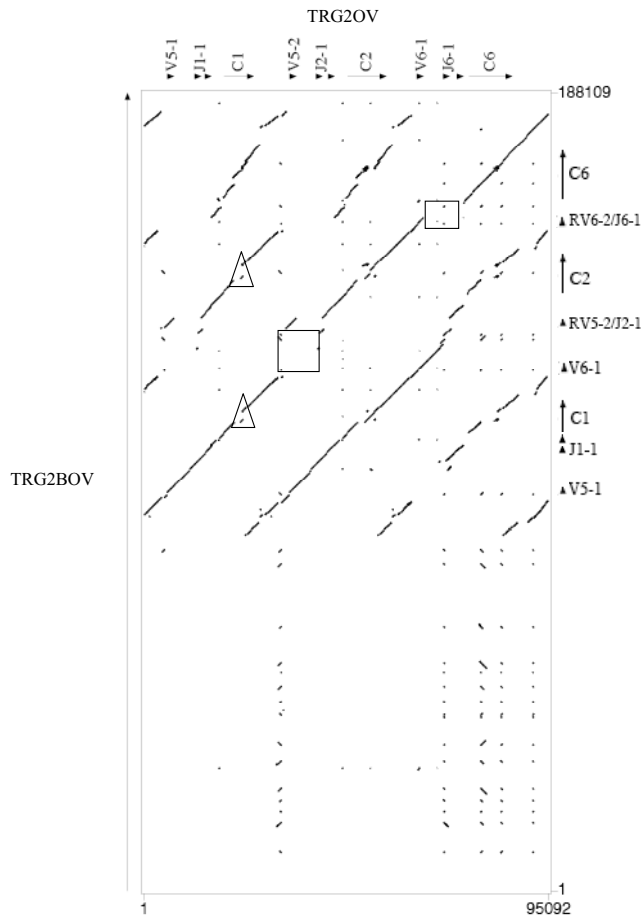 TRG2OV
V5-1 J1-1 C1 V5-2 J2-1 C2 V6-1 J6-1 C6
188109
C6
RV6-2/J6-1
C2
RV5-2/J2-1
V6-1
C1
J1-1
TRG2BOV
V5-1
1
1 95092